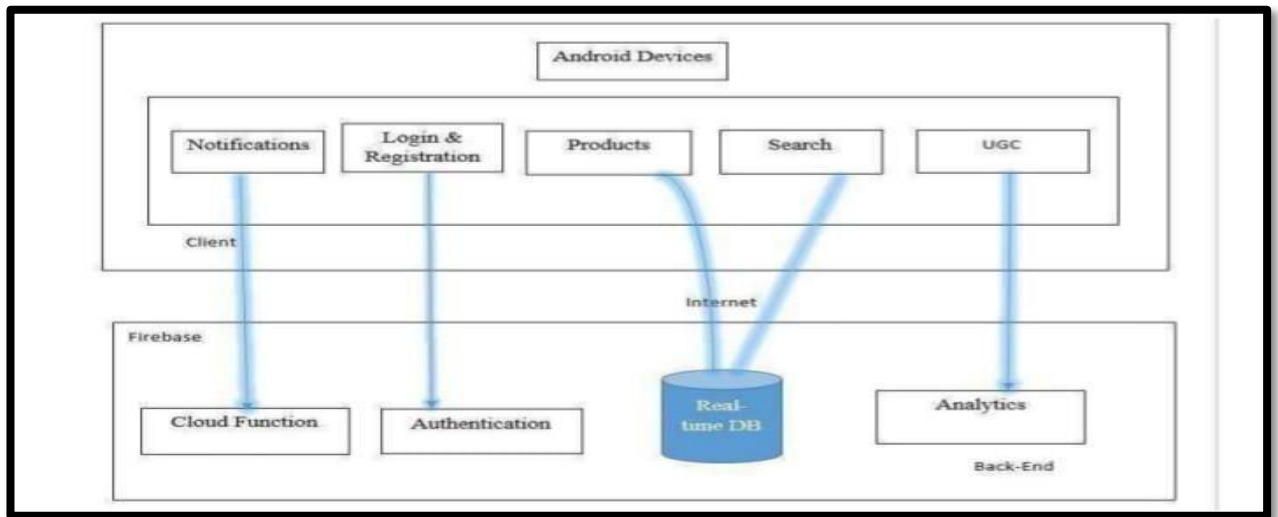 Android Devices
Notifications
Login &
Registration
Products
Search
UGC
Client
Internet
Firebase
Cloud Function
Authentication
Real-
time DB
Analytics
Back-End